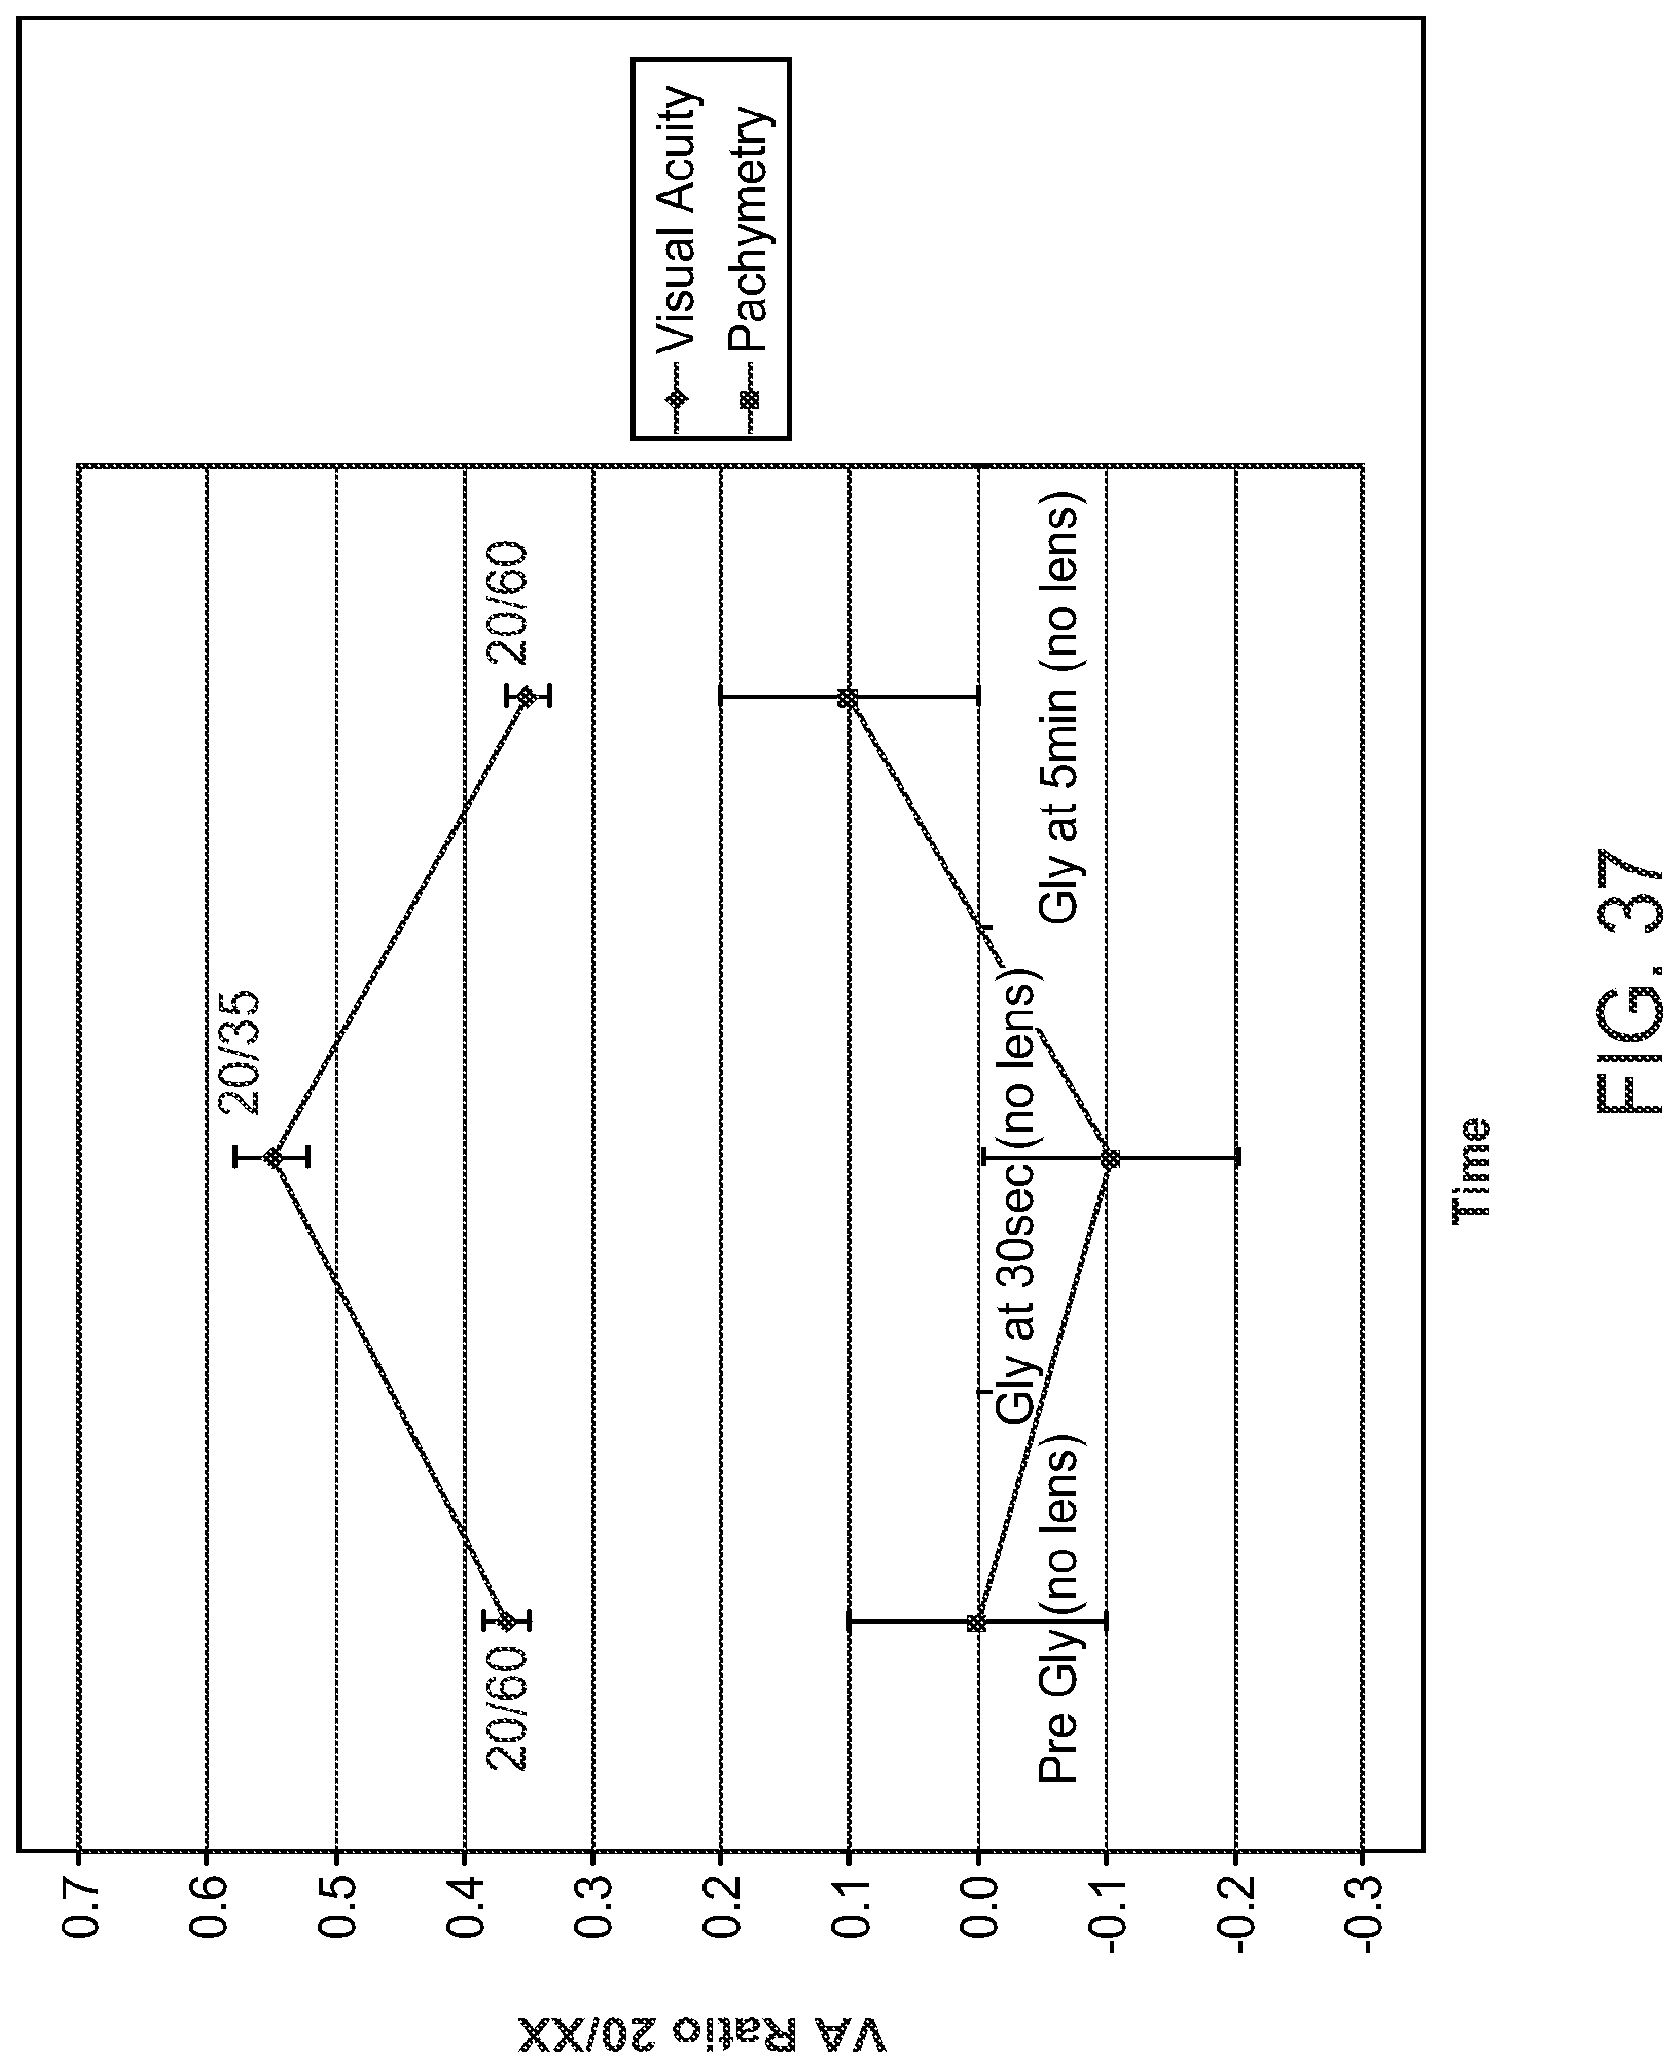 VA Ratio 20/XX
0.7
0.6
0.5
0.4
0.3
0.2
0.1
0.0
-0.1
-0.2
-0.3
20/60
20/35
20/60
Pre Gly (no lens)
Gly at 30sec (no lens)
Gly at 5min (no lens)
Visual Acuity
Pachymetry
Time
FIG. 37